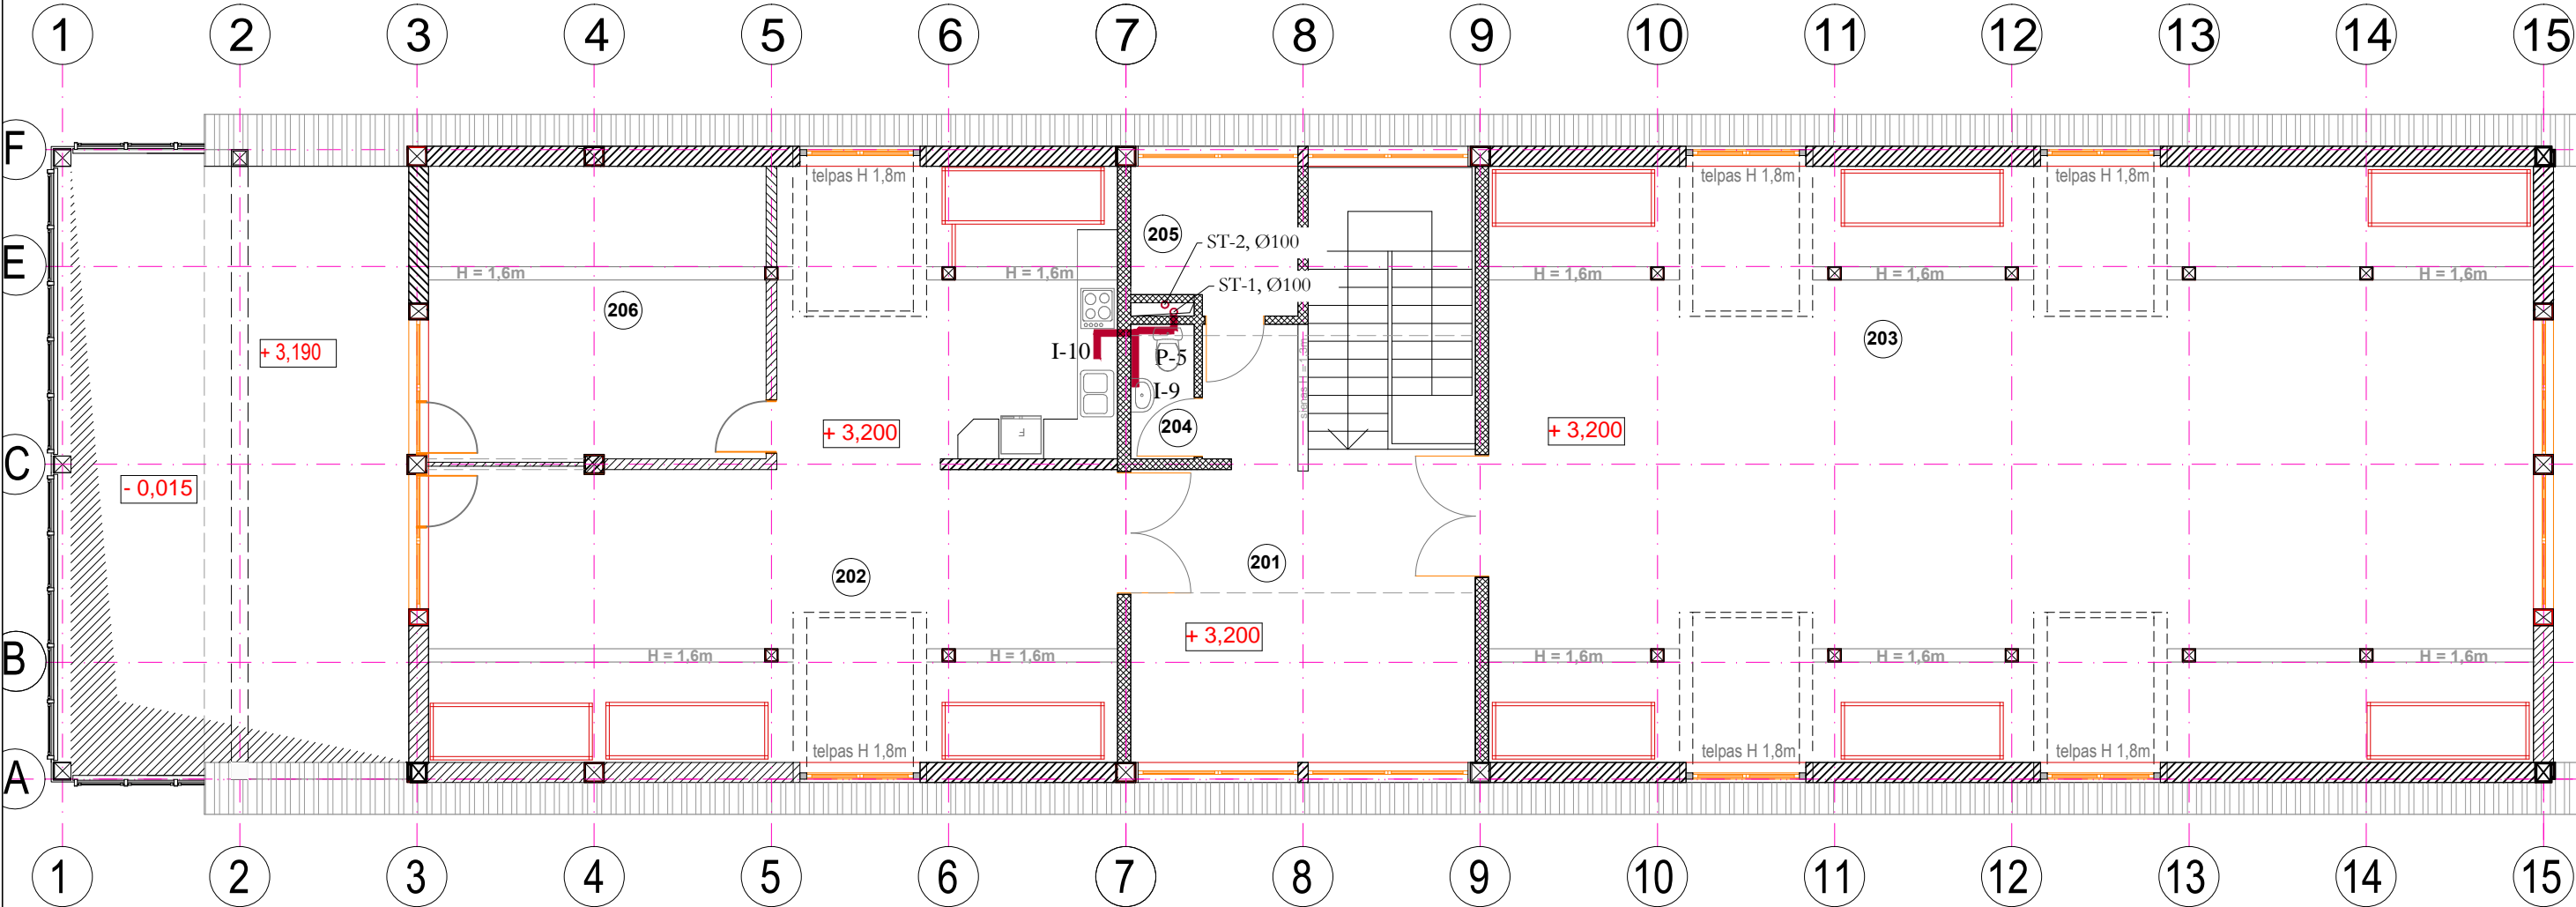 1 2 3 4 5 6 7 8 9 10 11 12 13 14 15
F
telpas H 1,8m telpas H 1,8m telpas H 1,8m
205
ST-2, Ø100
E
H = 1,6m H = 1,6m H = 1,6m H = 1,6m H = 1,6m
ST-1, Ø100
206
203
+ 3,190
I-10
P-5
I-9
204
+ 3,200
+ 3,200
C
- 0,015
201
202
+ 3,200
B
H = 1,6m H = 1,6m H = 1,6m H = 1,6m H = 1,6m
telpas H 1,8m telpas H 1,8m telpas H 1,8m
A
1 2 3 4 5 6 7 8 9 10 11 12 13 14 15